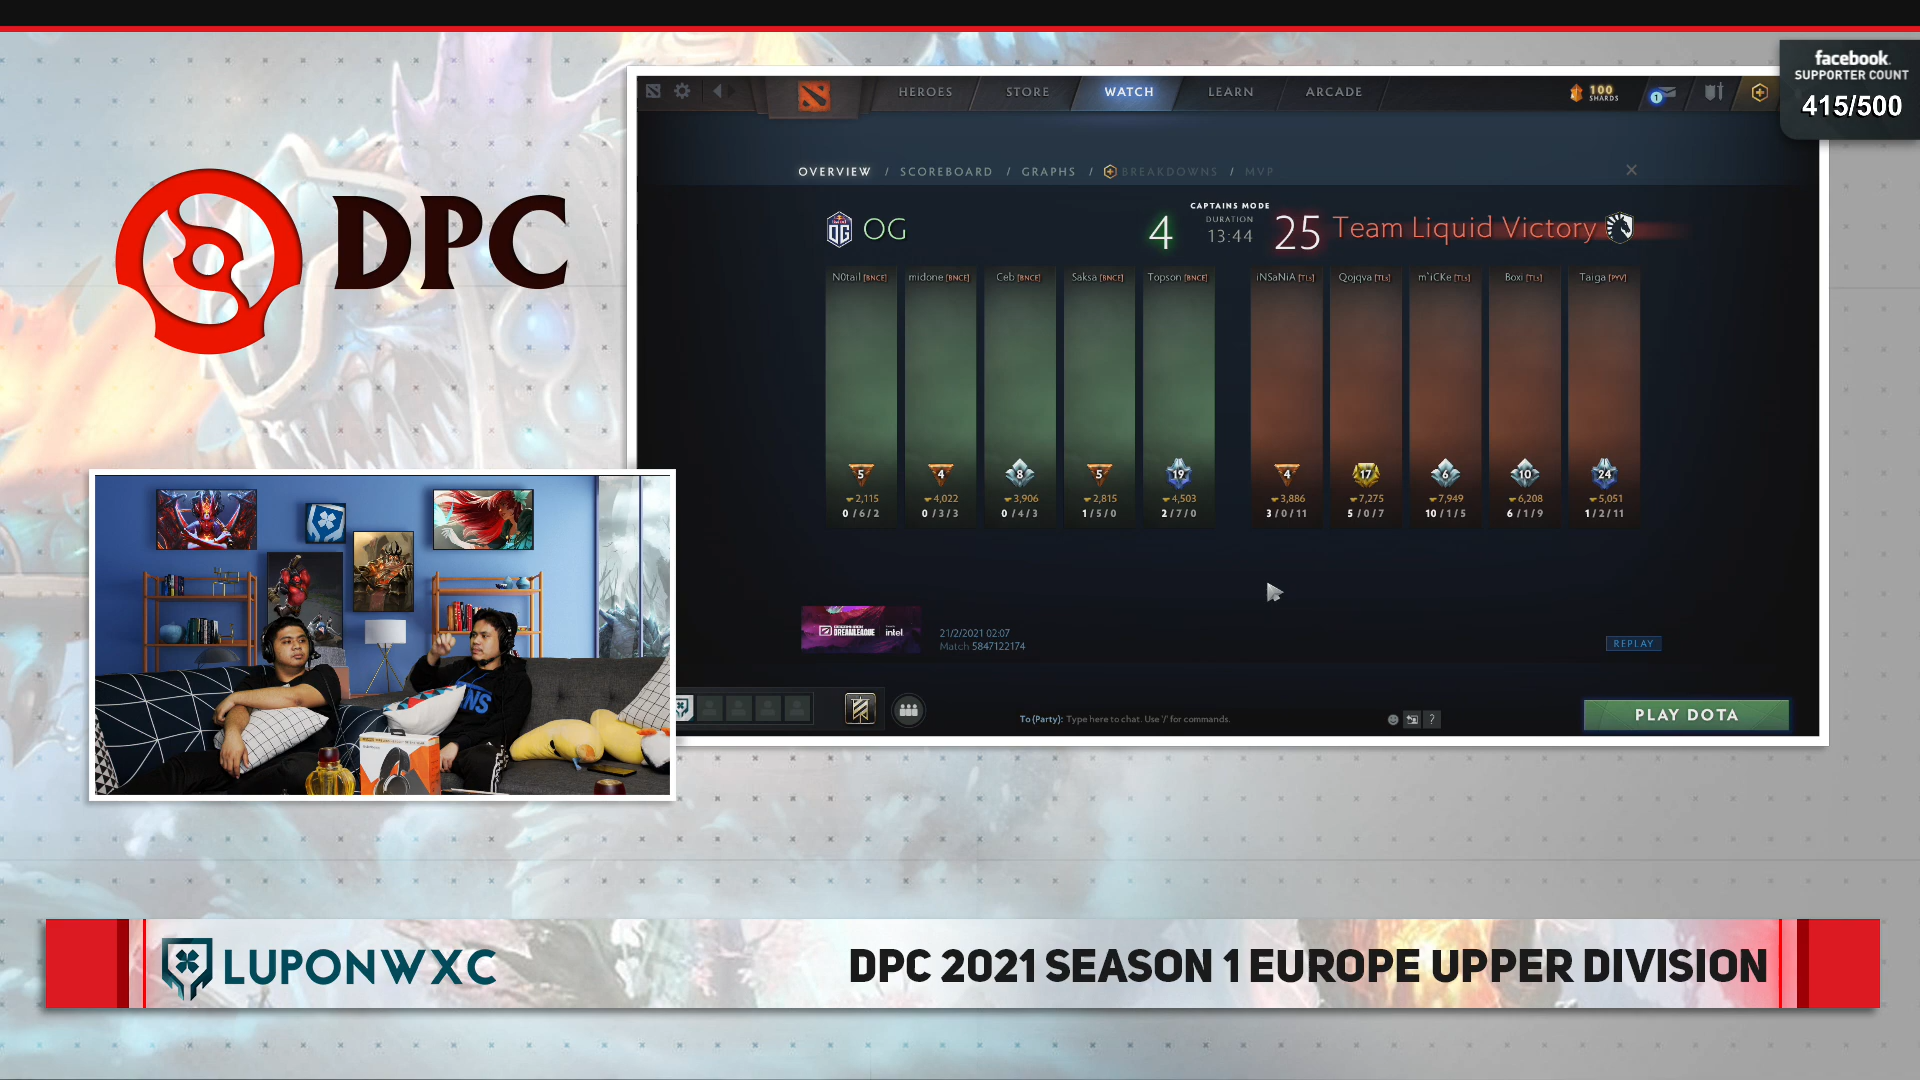 facebook
SUPPORTER COUNT
415/500
HEROES
STORE
WATCH
LEARN
ARCADE
100
SHARDS
1
OVERVIEW / SCOREBOARD / GRAPHS / BREAKDOWNS / MVP
OG
OG
4
CAPTAINS MODE
DURATION
13:44
25
Team Liquid Victory
N0tail [BNCE]
midone [BNCE]
Ceb [BNCE]
Saksa [BNCE]
Topson [BNCE]
iNSaNiA [TLs]
Qojqva [TLs]
m`iCKe [TLs]
Boxi [TLs]
Taiga [PYV]
5 4 8 5 19 4 17 6 10 24
2,115 4,022 3,906 2,815 4,503 3,886 7,275 7,949 6,208 5,051
0/6/2 0/3/3 0/4/3 1/5/0 2/7/0 3/0/11 5/0/7 10/1/5 6/1/9 1/2/11
DREAMLEAGUE
intel
21/2/2021 02:07
Match 5847122174
REPLAY
To (Party): Type here to chat. Use '/' for commands.
?
PLAY DOTA
DPC
LUPONWXC
DPC 2021 SEASON 1 EUROPE UPPER DIVISION